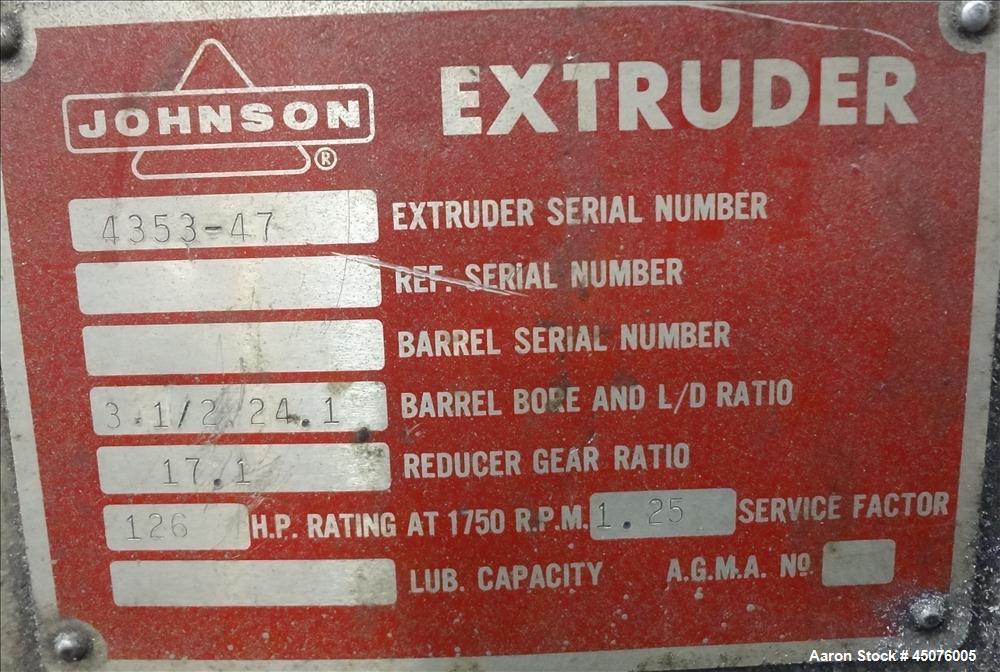 JOHNSON ®
EXTRUDER
4353-47 EXTRUDER SERIAL NUMBER
REF. SERIAL NUMBER
BARREL SERIAL NUMBER
3.1/2 24.1 BARREL BORE AND L/D RATIO
17.1 REDUCER GEAR RATIO
126 H.P. RATING AT 1750 R.P.M. 1.25 SERVICE FACTOR
LUB. CAPACITY A.G.M.A. NO.
Aaron Stock # 45076005